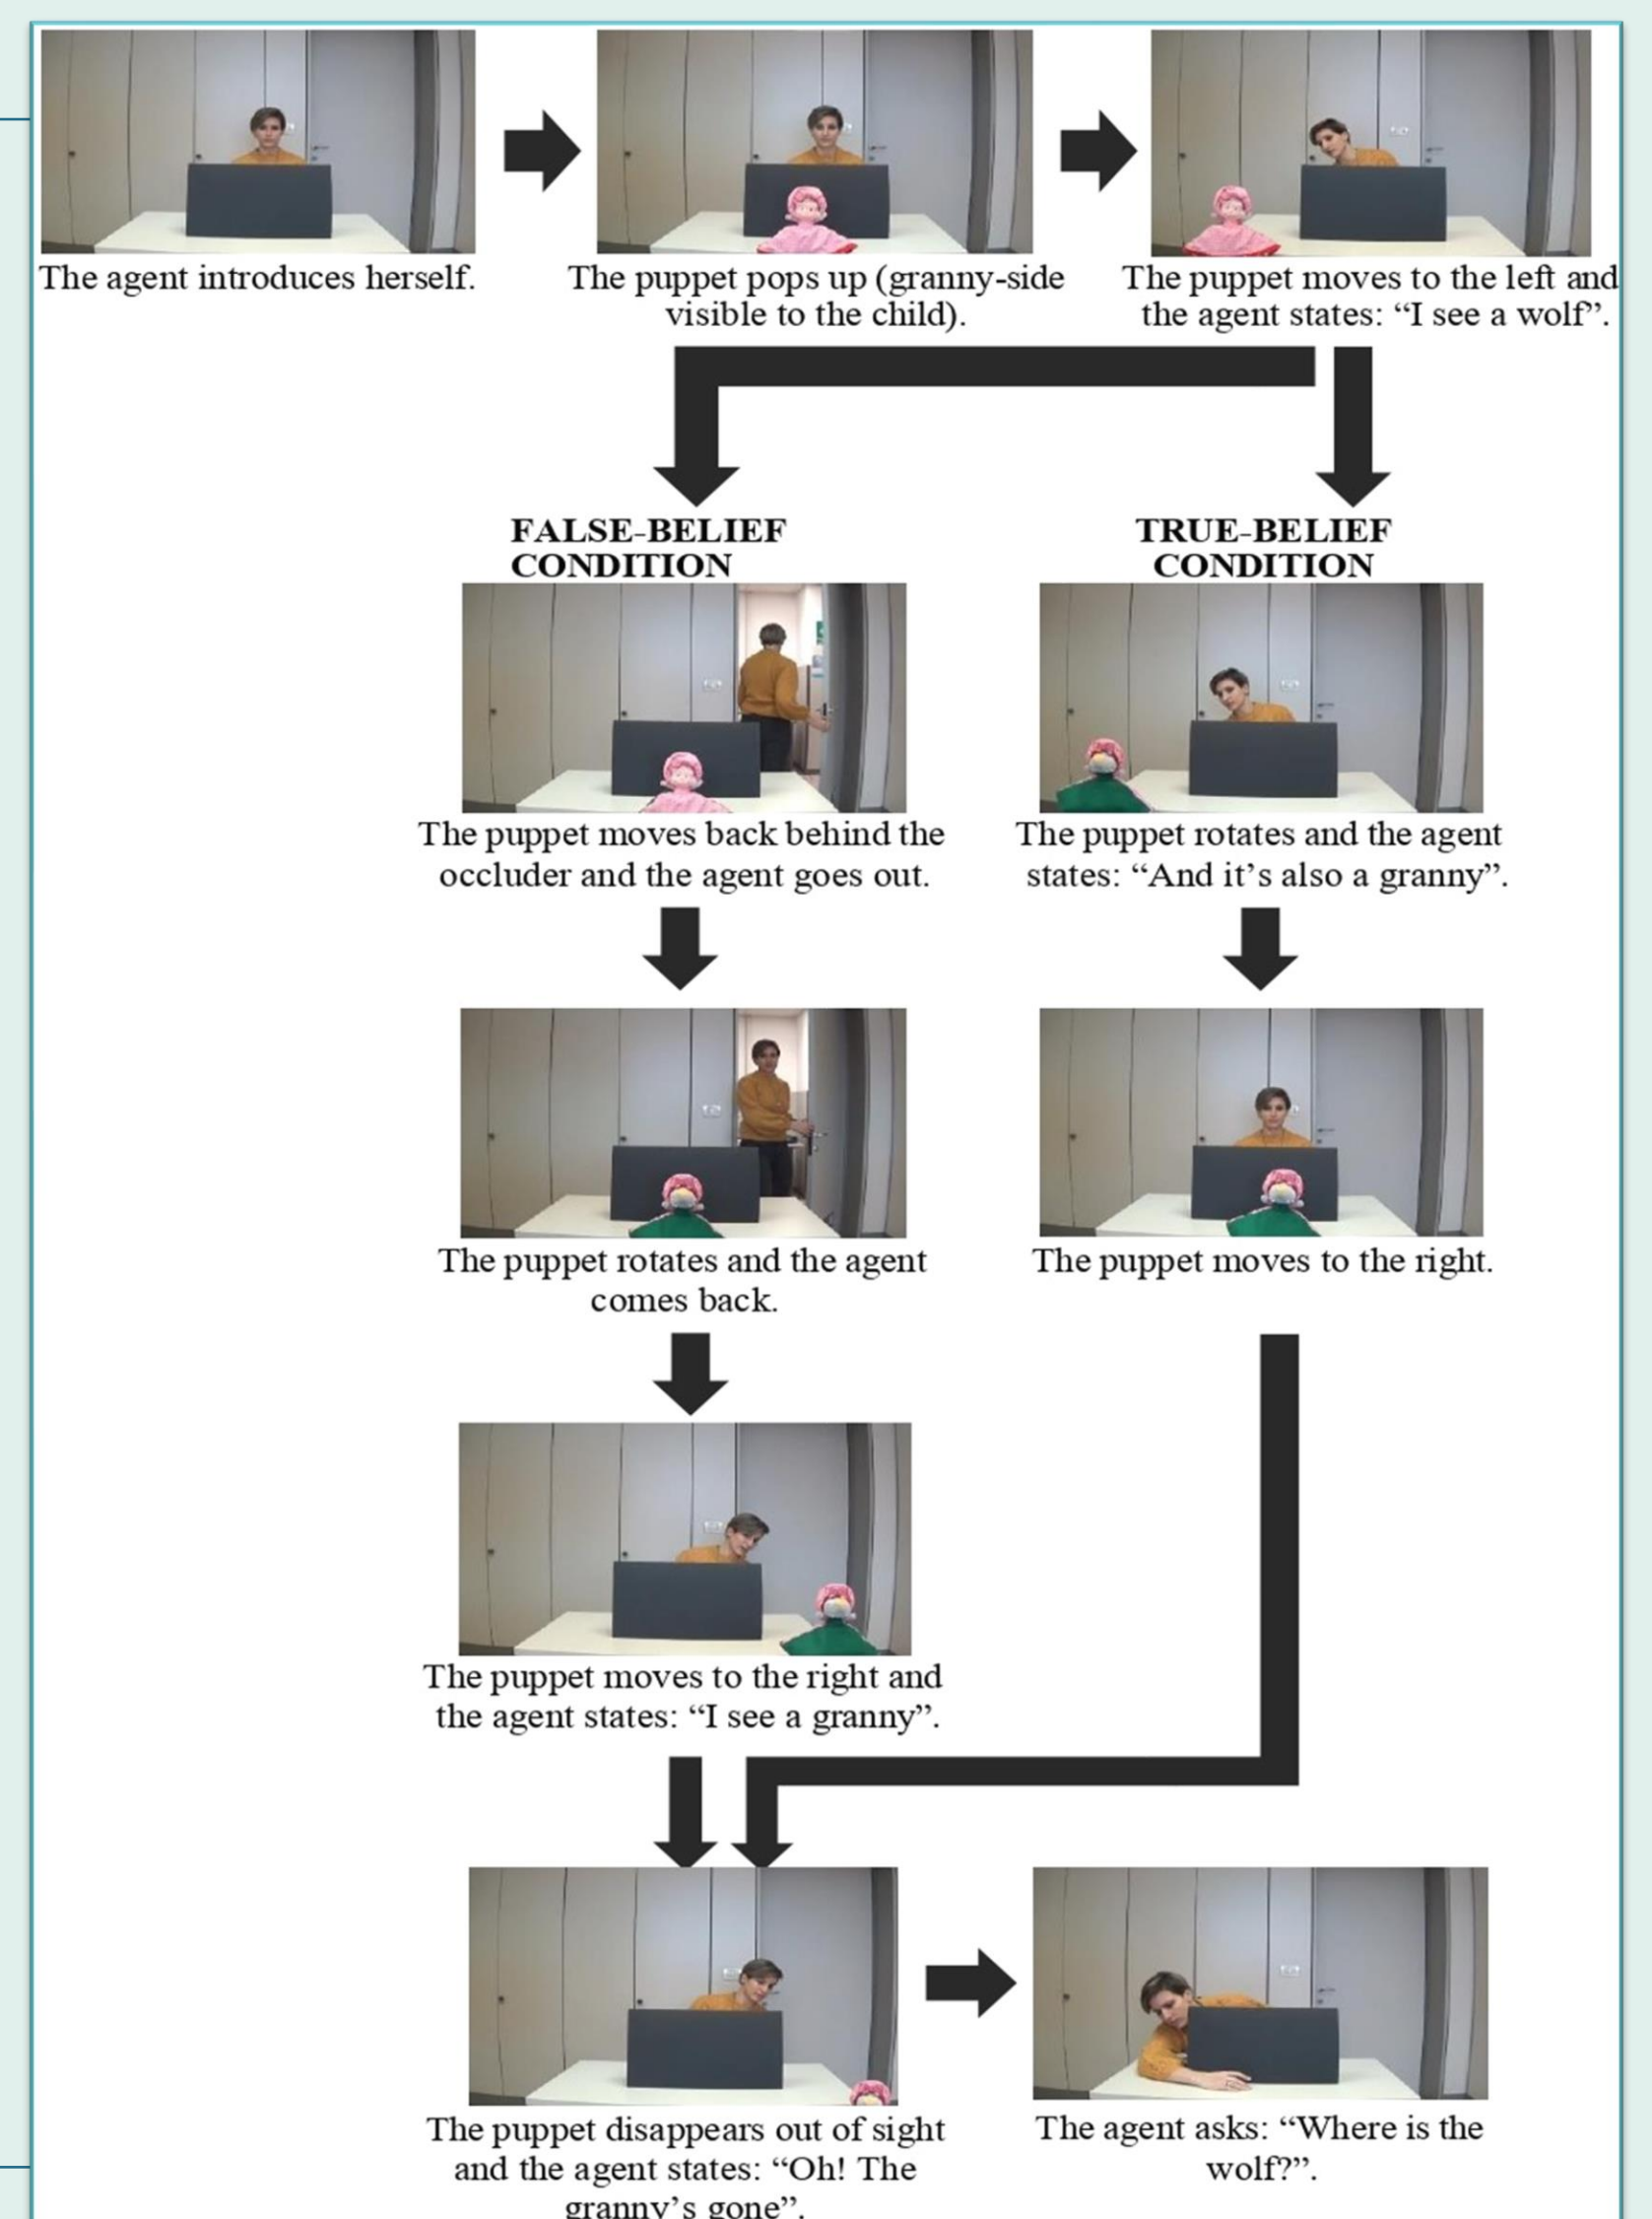 The agent introduces herself.
The puppet pops up (granny-side
visible to the child).
The puppet moves to the left and
the agent states: “I see a wolf”.
FALSE-BELIEF
CONDITION
TRUE-BELIEF
CONDITION
The puppet moves back behind the
occluder and the agent goes out.
The puppet rotates and the agent
states: “And it’s also a granny”.
The puppet rotates and the agent
comes back.
The puppet moves to the right.
The puppet moves to the right and
the agent states: “I see a granny”.
The puppet disappears out of sight
and the agent states: “Oh! The
granny’s gone”.
The agent asks: “Where is the
wolf?”.